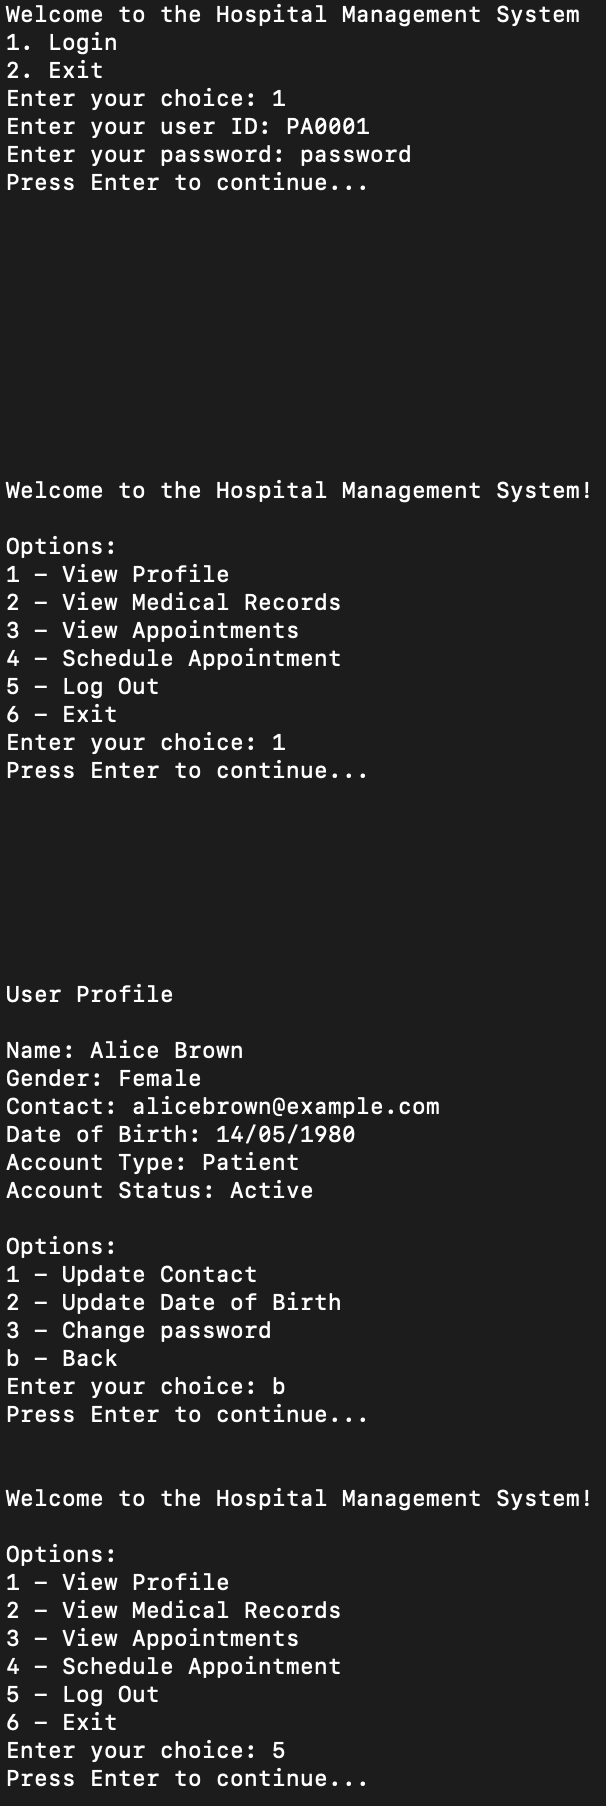 Welcome to the Hospital Management System
1. Login
2. Exit
Enter your choice: 1
Enter your user ID: PA0001
Enter your password: password
Press Enter to continue...
Welcome to the Hospital Management System!
Options:
1 – View Profile
2 – View Medical Records
3 – View Appointments
4 – Schedule Appointment
5 – Log Out
6 – Exit
Enter your choice: 1
Press Enter to continue...
User Profile
Name: Alice Brown
Gender: Female
Contact: alicebrown@example.com
Date of Birth: 14/05/1980
Account Type: Patient
Account Status: Active
Options:
1 – Update Contact
2 – Update Date of Birth
3 – Change password
b – Back
Enter your choice: b
Press Enter to continue...
Welcome to the Hospital Management System!
Options:
1 – View Profile
2 – View Medical Records
3 – View Appointments
4 – Schedule Appointment
5 – Log Out
6 – Exit
Enter your choice: 5
Press Enter to continue...